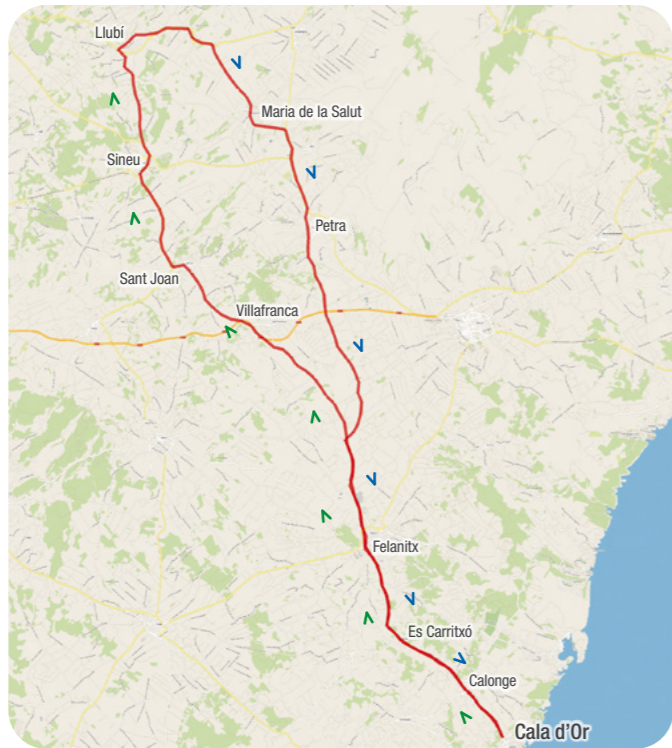 Llubí
Maria de la Salut
Sineu
Petra
Sant Joan
Villafranca
Felanitx
Es Carritxó
Calonge
Cala d'Or